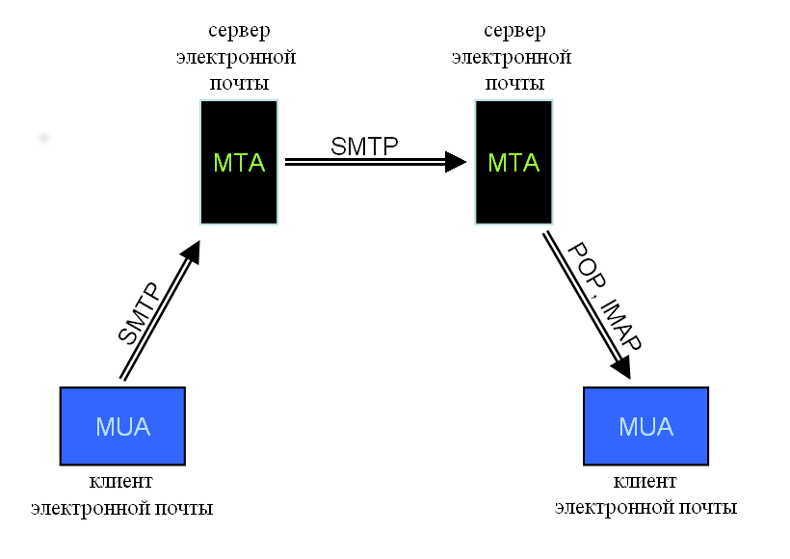 сервер
электронной
почты
сервер
электронной
почты
MTA
SMTP
MTA
SMTP
POP , IMAP
MUA
MUA
клиент
электронной почты
клиент
электронной почты